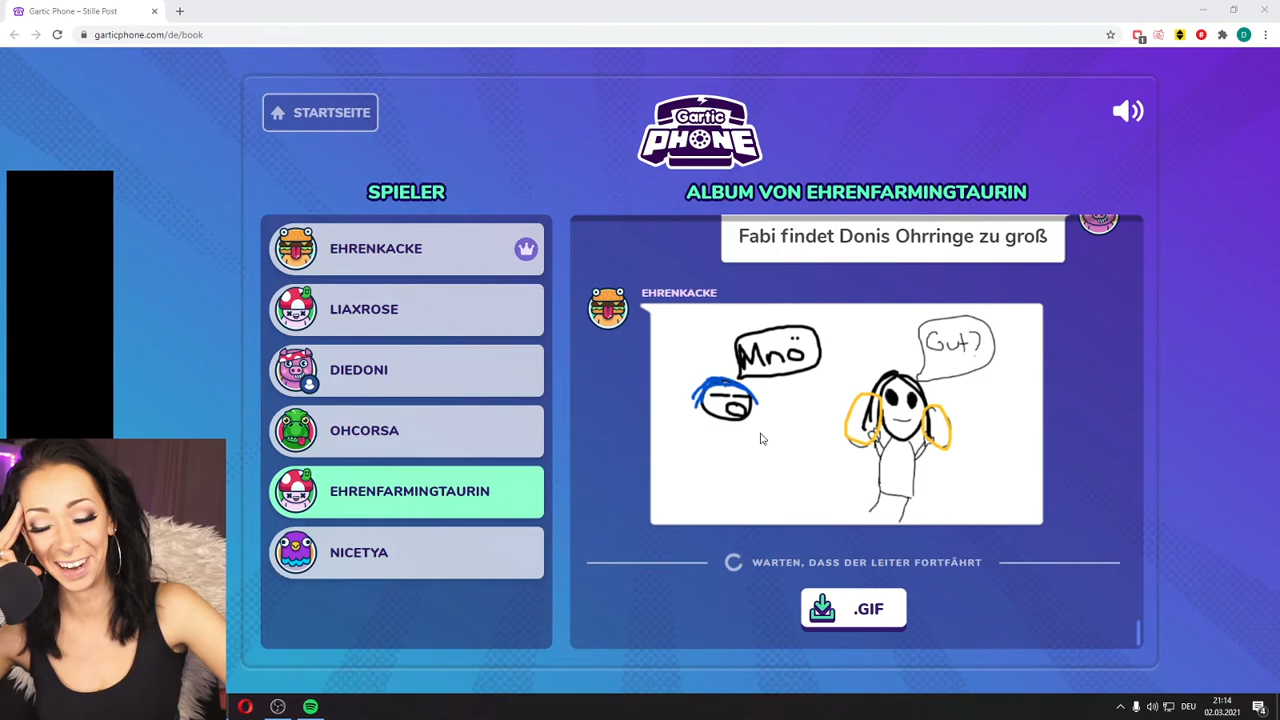 Gartic Phone – Stille Post
garticphone.com/de/book
STARTSEITE
Gartic
PHONE
SPIELER
ALBUM VON EHRENFARMINGTAURIN
EHRENKACKE
LIAXROSE
DIEDONI
OHCORSA
EHRENFARMINGTAURIN
NICETYA
Fabi findet Donis Ohrringe zu groß
EHRENKACKE
Mnö
Gut?
WARTEN, DASS DER LEITER FORTFÄHRT
.GIF
DEU
21:14
02.03.2021